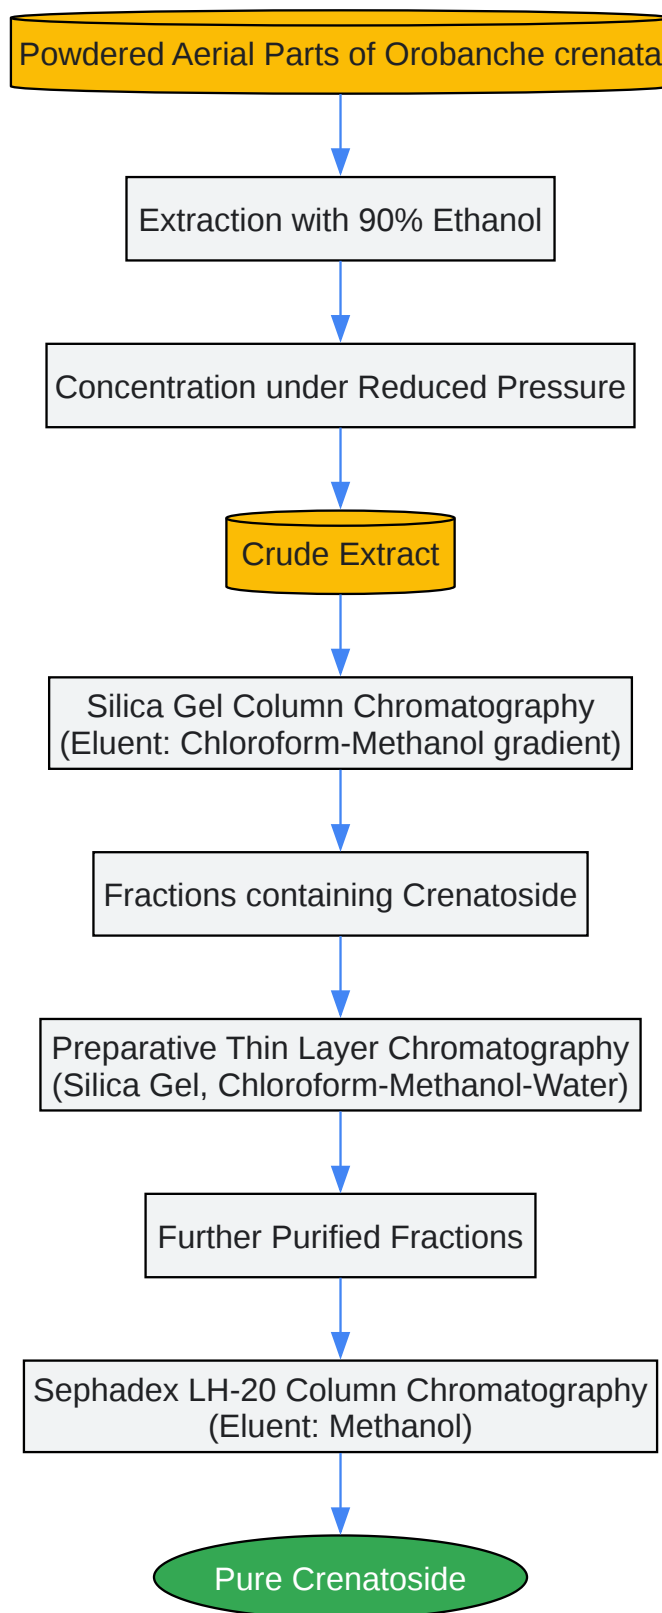 Powdered Aerial Parts of Orobanche crenata
Extraction with 90% Ethanol
Concentration under Reduced Pressure
Crude Extract
Silica Gel Column Chromatography
(Eluent: Chloroform-Methanol gradient)
Fractions containing Crenatoside
Preparative Thin Layer Chromatography
(Silica Gel, Chloroform-Methanol-Water)
Further Purified Fractions
Sephadex LH-20 Column Chromatography
(Eluent: Methanol)
Pure Crenatoside